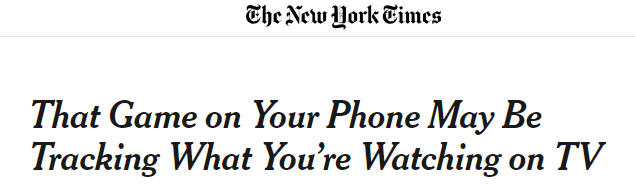 The New York Times
That Game on Your Phone May Be
Tracking What You’re Watching on TV